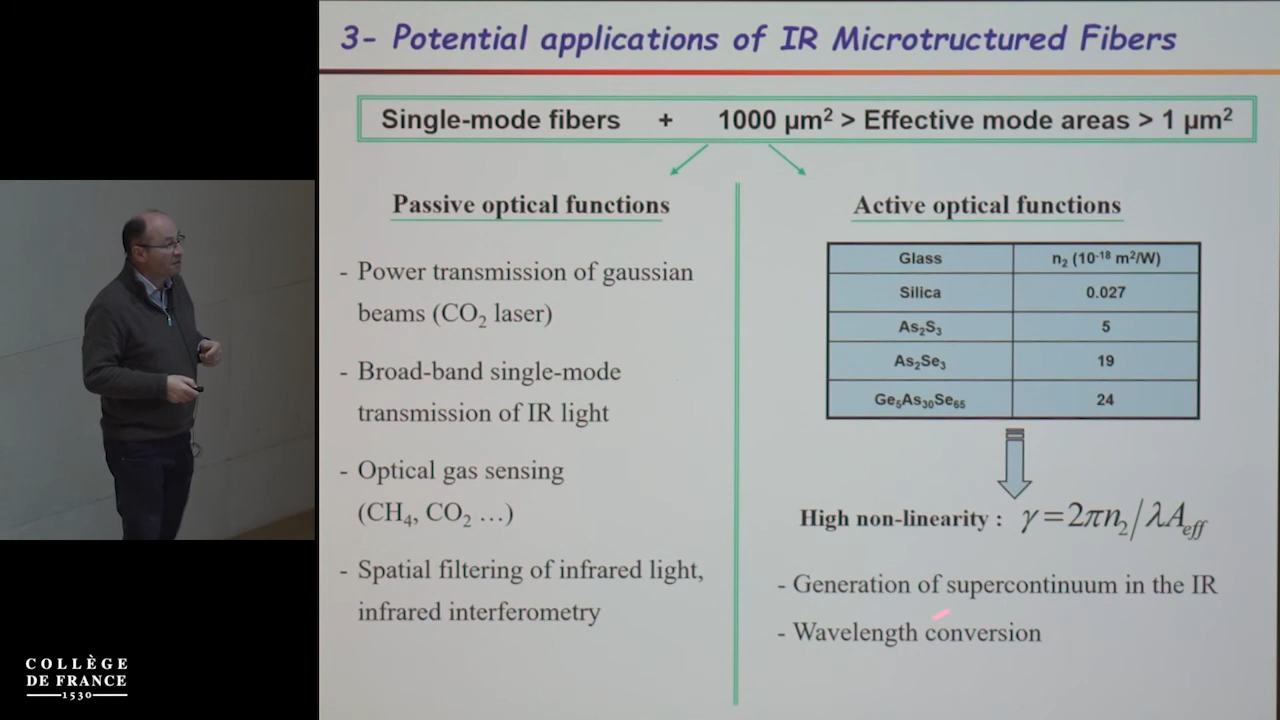 3- Potential applications of IR Microtructured Fibers
Single-mode fibers + 1000 µm² > Effective mode areas > 1 µm²
Passive optical functions
- Power transmission of gaussian
beams (CO₂ laser)
- Broad-band single-mode
transmission of IR light
- Optical gas sensing
(CH₄, CO₂ …)
- Spatial filtering of infrared light,
infrared interferometry
Active optical functions
Glass n₂ (10⁻¹⁸ m²/W)
Silica 0.027
As₂S₃ 5
As₂Se₃ 19
Ge₅As₃₀Se₆₅ 24
High non-linearity : γ=2πn₂/λA_eff
- Generation of supercontinuum in the IR
- Wavelength conversion
COLLÈGE
DE FRANCE
1530